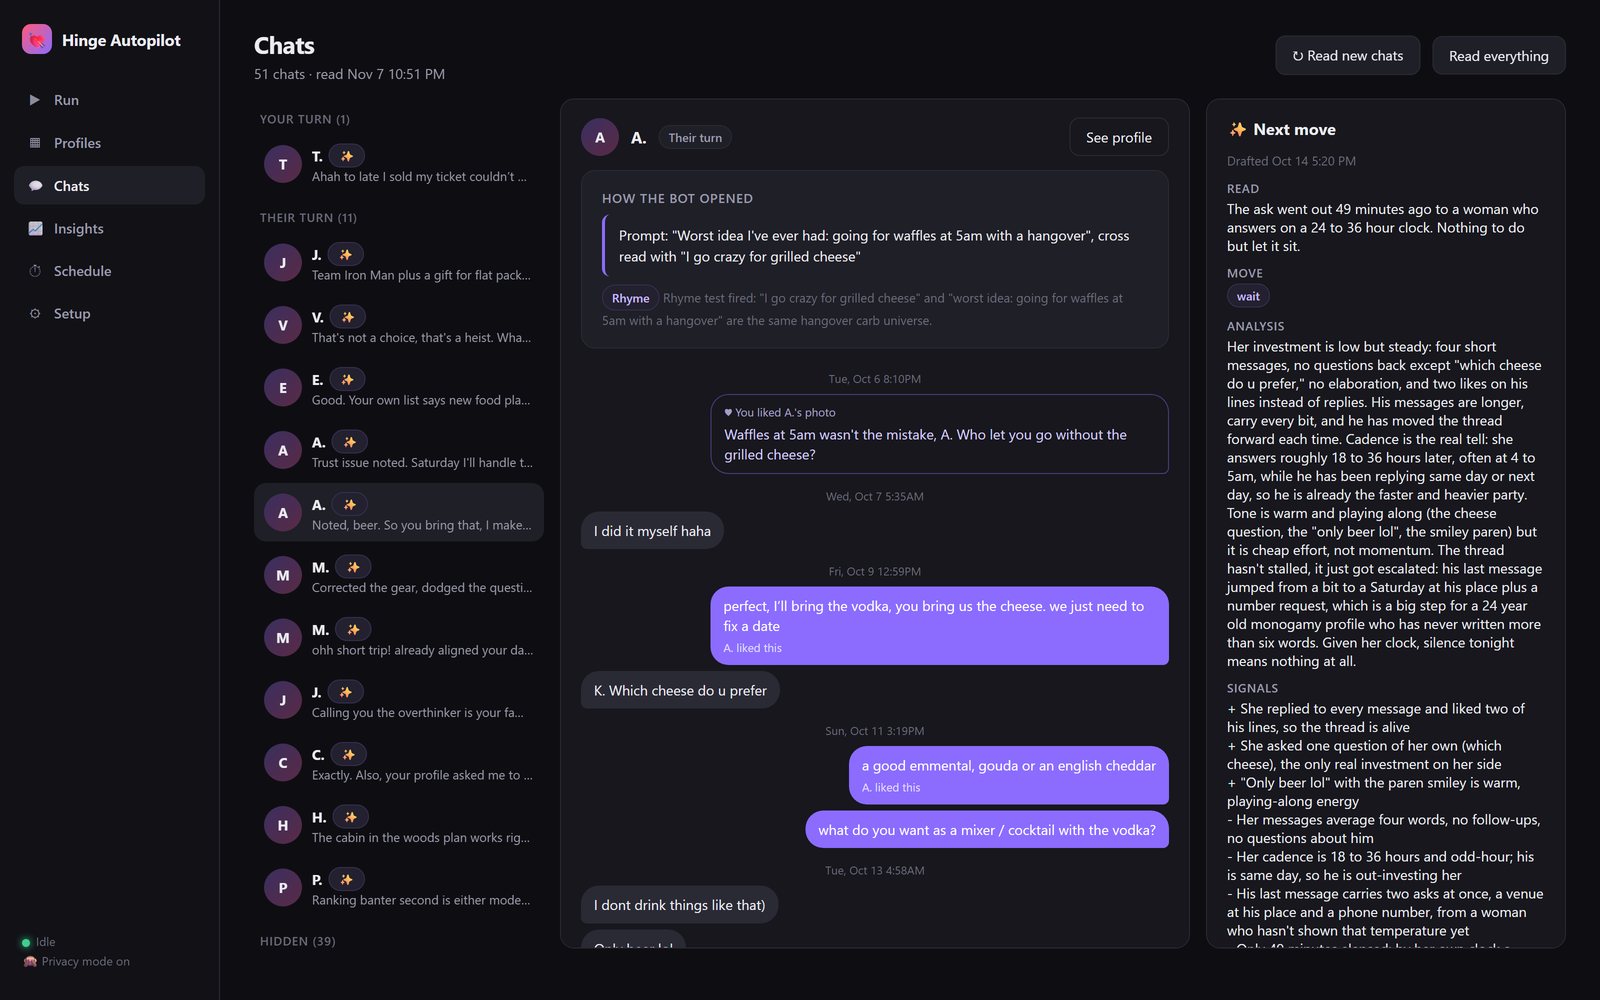 Hinge Autopilot
Run
Profiles
Chats
Insights
Schedule
Setup
Idle
Privacy mode on
Chats
51 chats · read Nov 7 10:51 PM
↻ Read new chats
Read everything
YOUR TURN (1)
T
T.
Ahah to late I sold my ticket couldn't ...
THEIR TURN (11)
J
J.
Team Iron Man plus a gift for flat pack...
V
V.
That's not a choice, that's a heist. Wha...
E
E.
Good. Your own list says new food pla...
A
A.
Trust issue noted. Saturday I'll handle t...
A
A.
Noted, beer. So you bring that, I make...
M
M.
Corrected the gear, dodged the questi...
M
M.
ohh short trip! already aligned your da...
J
J.
Calling you the overthinker is your fa...
C
C.
Exactly. Also, your profile asked me to ...
H
H.
The cabin in the woods plan works rig...
P
P.
Ranking banter second is either mode...
HIDDEN (39)
A
A.
Their turn
See profile
HOW THE BOT OPENED
Prompt: "Worst idea I've ever had: going for waffles at 5am with a hangover", cross
read with "I go crazy for grilled cheese"
Rhyme Rhyme test fired: "I go crazy for grilled cheese" and "worst idea: going for waffles at
5am with a hangover" are the same hangover carb universe.
Tue, Oct 6 8:10PM
♥ You liked A.'s photo
Waffles at 5am wasn't the mistake, A. Who let you go without the
grilled cheese?
Wed, Oct 7 5:35AM
I did it myself haha
Fri, Oct 9 12:59PM
perfect, I'll bring the vodka, you bring us the cheese. we just need to
fix a date
A. liked this
K. Which cheese do u prefer
Sun, Oct 11 3:19PM
a good emmental, gouda or an english cheddar
A. liked this
what do you want as a mixer / cocktail with the vodka?
Tue, Oct 13 4:58AM
I dont drink things like that)
Only beer lol
✨ Next move
Drafted Oct 14 5:20 PM
READ
The ask went out 49 minutes ago to a woman who
answers on a 24 to 36 hour clock. Nothing to do
but let it sit.
MOVE
wait
ANALYSIS
Her investment is low but steady: four short
messages, no questions back except "which cheese
do u prefer," no elaboration, and two likes on his
lines instead of replies. His messages are longer,
carry every bit, and he has moved the thread
forward each time. Cadence is the real tell: she
answers roughly 18 to 36 hours later, often at 4 to
5am, while he has been replying same day or next
day, so he is already the faster and heavier party.
Tone is warm and playing along (the cheese
question, the "only beer lol", the smiley paren) but
it is cheap effort, not momentum. The thread
hasn't stalled, it just got escalated: his last message
jumped from a bit to a Saturday at his place plus a
number request, which is a big step for a 24 year
old monogamy profile who has never written more
than six words. Given her clock, silence tonight
means nothing at all.
SIGNALS
+ She replied to every message and liked two of
his lines, so the thread is alive
+ She asked one question of her own (which
cheese), the only real investment on her side
+ "Only beer lol" with the paren smiley is warm,
playing-along energy
- Her messages average four words, no follow-ups,
no questions about him
- Her cadence is 18 to 36 hours and odd-hour; his
is same day, so he is out-investing her
- His last message carries two asks at once, a venue
at his place and a phone number, from a woman
who hasn't shown that temperature yet
- Only 49 minutes elapsed; by her own clock a